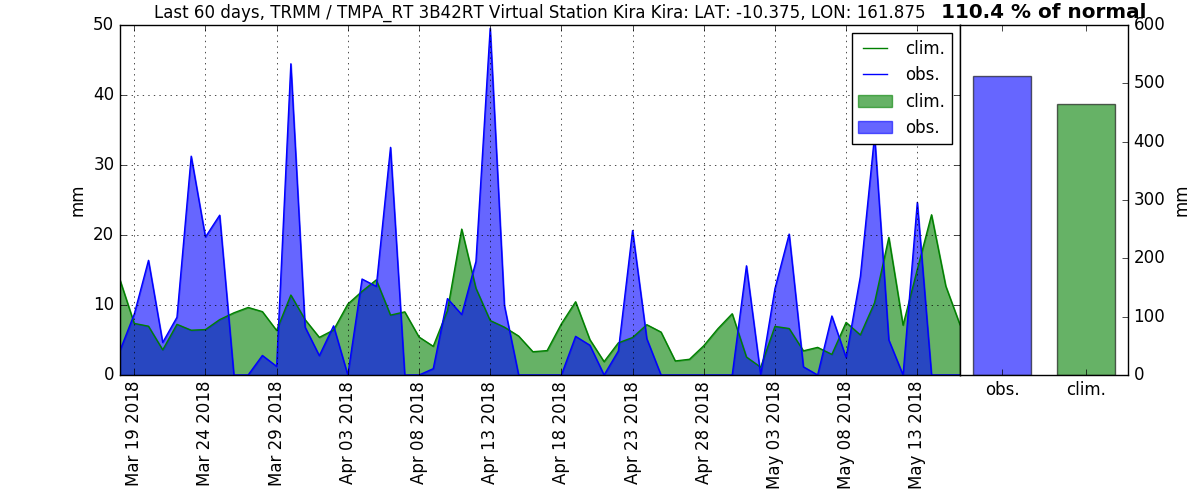 Last 60 days, TRMM / TMPA_RT 3B42RT Virtual Station Kira Kira: LAT: -10.375, LON: 161.875 110.4 % of normal
50
40
30
20
10
0
mm
clim.
obs.
clim.
obs.
600
500
400
300
200
100
0
mm
Mar 19 2018
Mar 24 2018
Mar 29 2018
Apr 03 2018
Apr 08 2018
Apr 13 2018
Apr 18 2018
Apr 23 2018
Apr 28 2018
May 03 2018
May 08 2018
May 13 2018
obs.
clim.